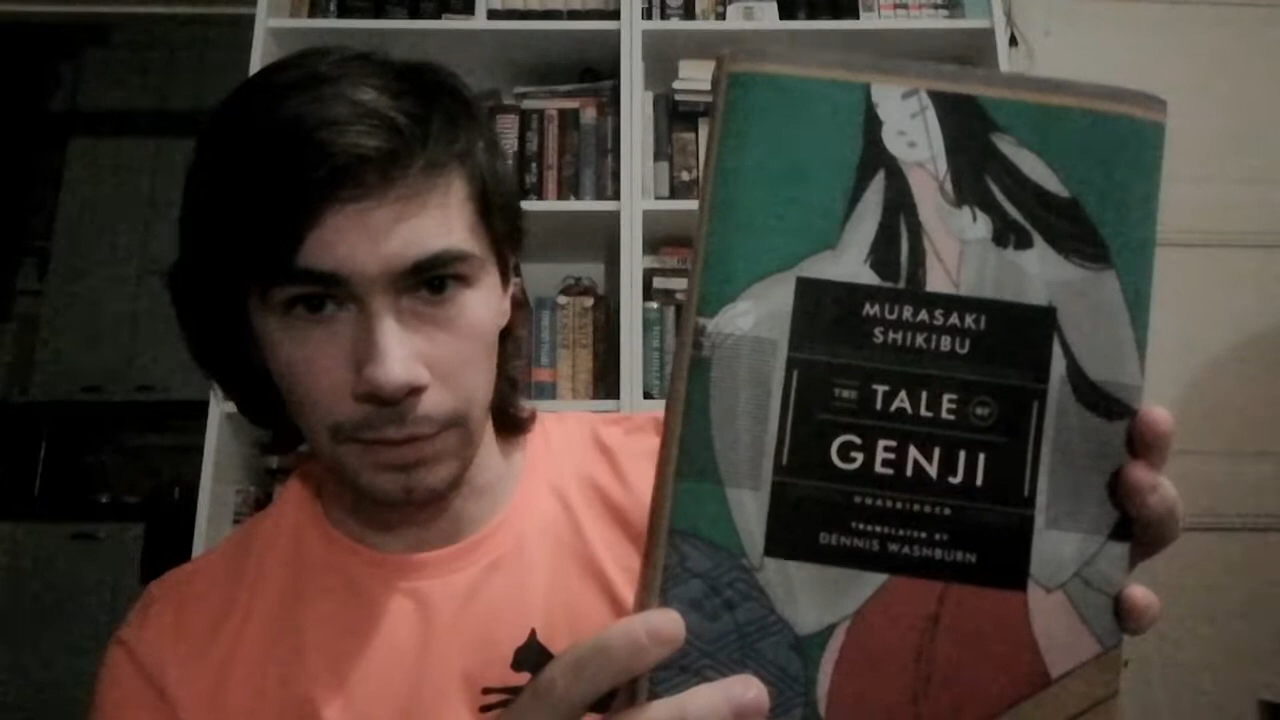 MURASAKI
SHIKIBU
THE TALE OF
GENJI
UNABRIDGED
TRANSLATED BY
DENNIS WASHBURN